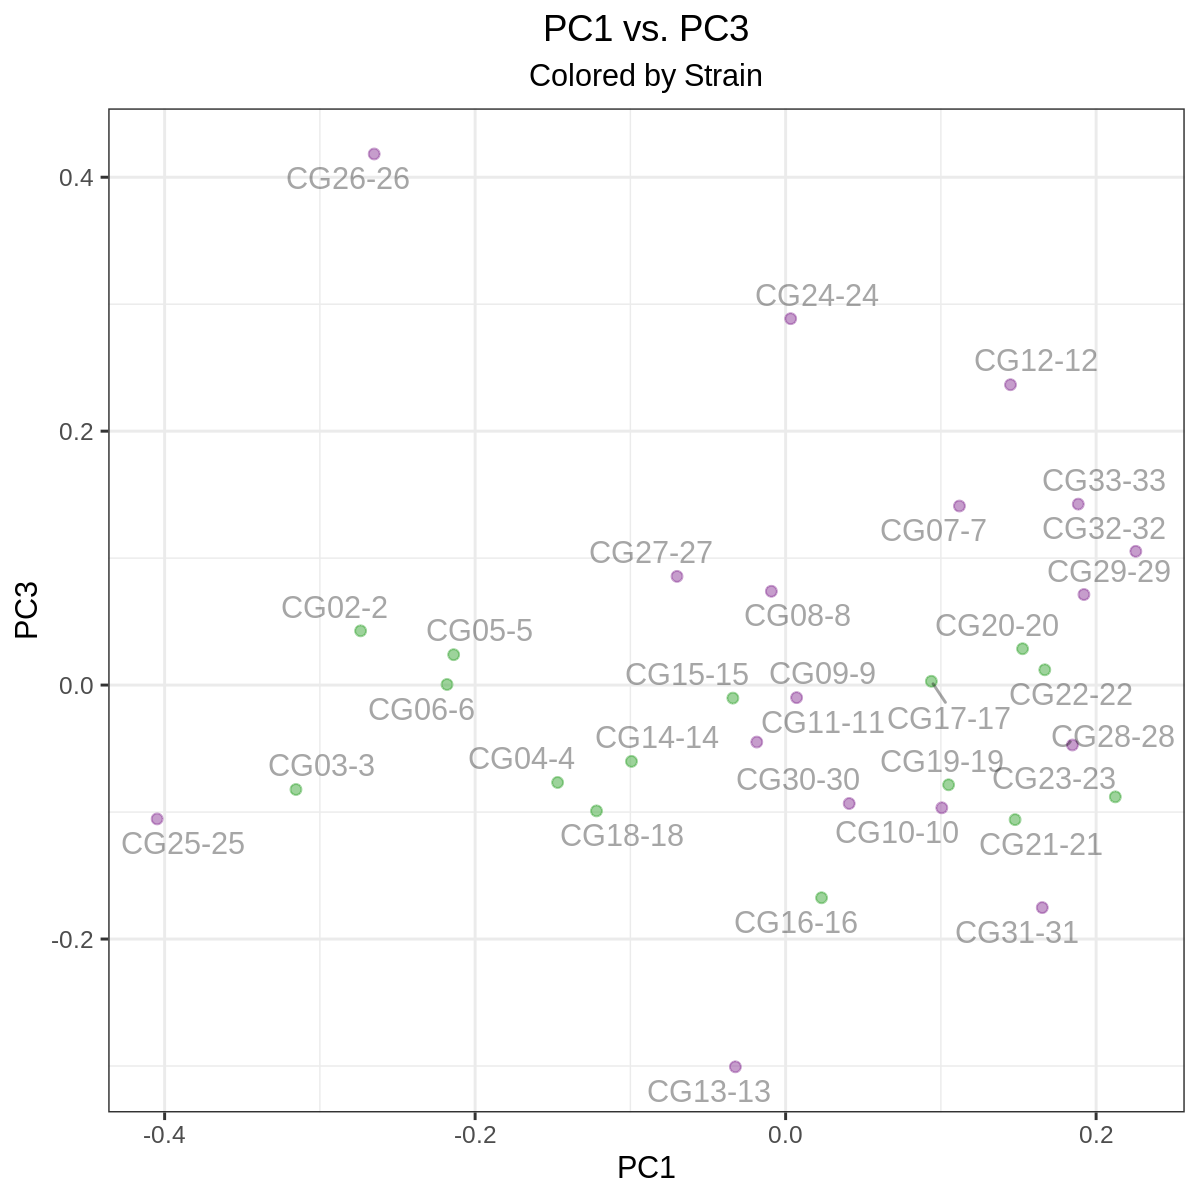 PC1 vs. PC3
Colored by Strain
CG26-26
0.4
CG24-24
CG12-12
0.2
CG33-33
CG07-7
CG32-32
CG27-27
CG29-29
CG02-2
CG08-8
CG05-5
CG20-20
PC3
CG15-15
CG09-9
0.0
CG22-22
CG06-6
CG11-11
CG17-17
CG14-14
CG28-28
CG04-4
CG19-19
CG03-3
CG30-30
CG23-23
CG10-10
CG18-18
CG25-25
CG21-21
CG16-16
CG31-31
-0.2
CG13-13
-0.4
-0.2
0.0
0.2
PC1